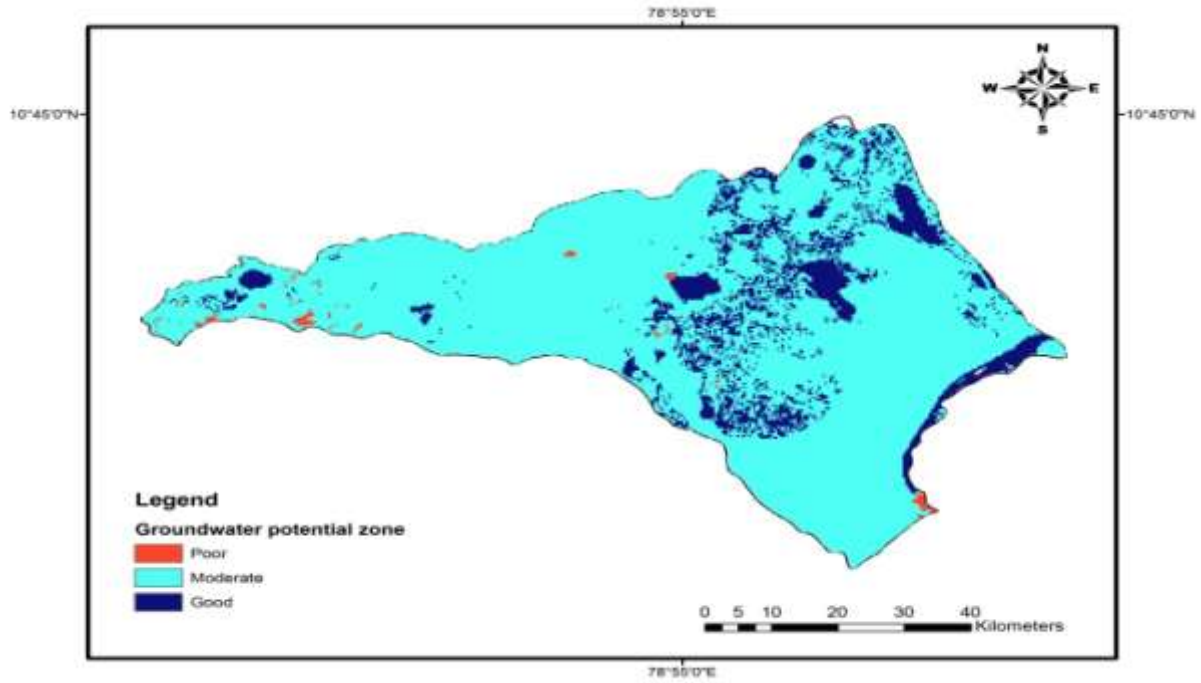 78°55'0"E
N
W E
S
10°45'0"N 10°45'0"N
Legend
Groundwater potential zone
Poor
Moderate
Good
0 5 10 20 30 40
Kilometers
78°55'0"E